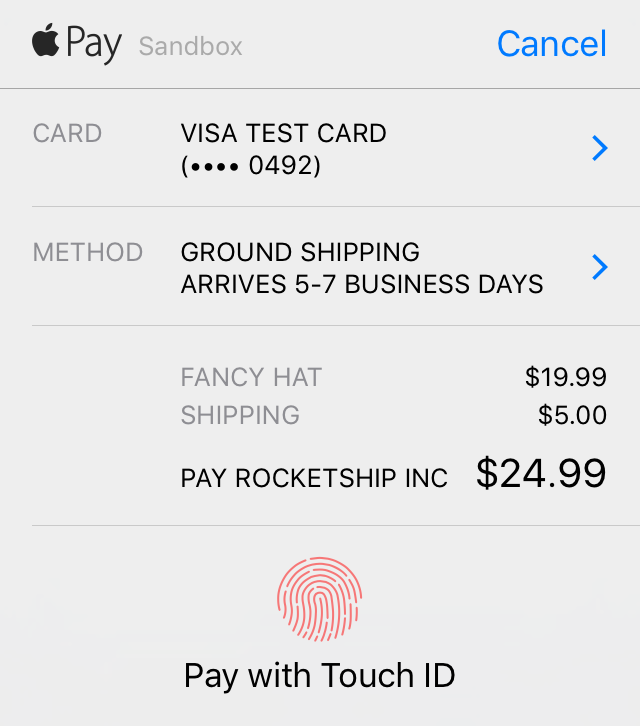 Pay Sandbox Cancel
CARD VISA TEST CARD
(•••• 0492)
METHOD GROUND SHIPPING
ARRIVES 5-7 BUSINESS DAYS
FANCY HAT $19.99
SHIPPING $5.00
PAY ROCKETSHIP INC $24.99
Pay with Touch ID